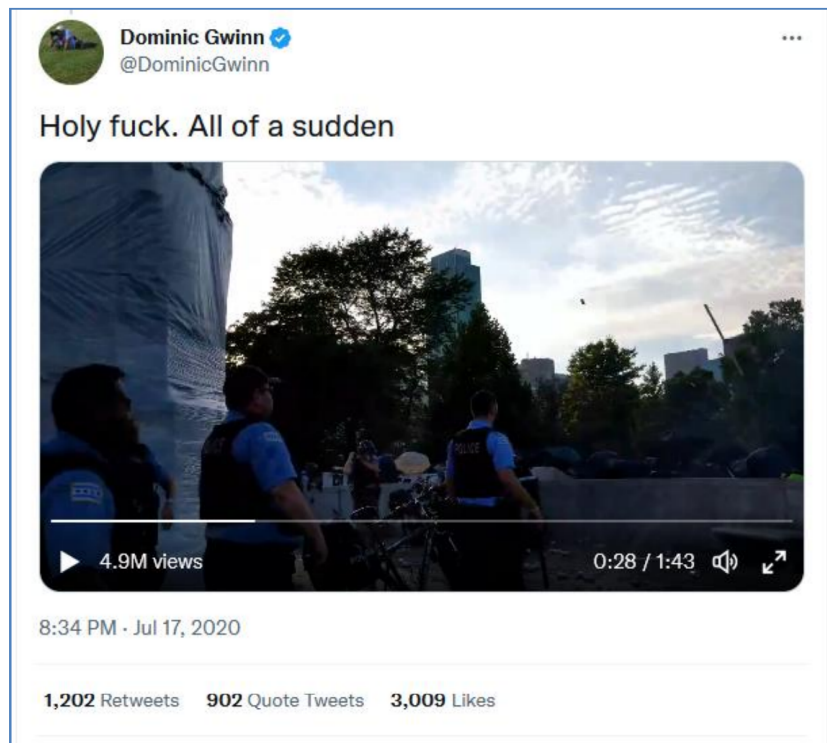 Dominic Gwinn
@DominicGwinn
Holy fuck. All of a sudden
POLICE
4.9M views
0:28 / 1:43
8:34 PM · Jul 17, 2020
1,202 Retweets 902 Quote Tweets 3,009 Likes